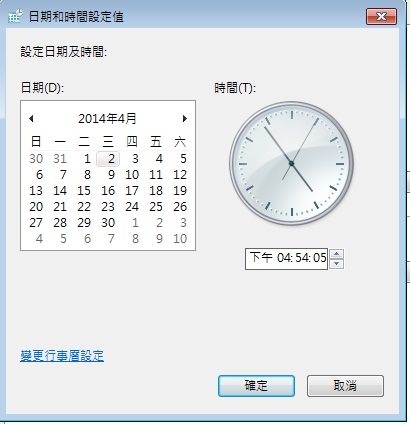 日期和時間設定值
設定日期及時間:
日期(D):
時間(T):
2014年4月
日 一 二 三 四 五 六
30 31 1 2 3 4 5
6 7 8 9 10 11 12
13 14 15 16 17 18 19
20 21 22 23 24 25 26
27 28 29 30 1 2 3
4 5 6 7 8 9 10
下午 04:54:05
變更行事曆設定
確定
取消